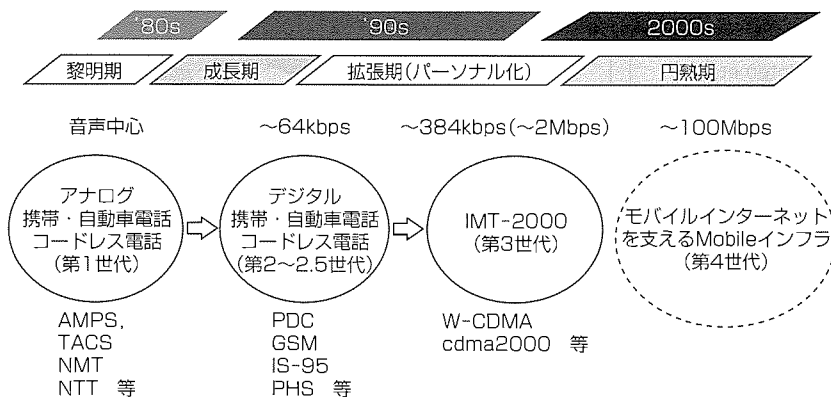 '80s
'90s
2000s
黎明期
成長期
拡張期(パーソナル化)
円熟期
音声中心
～64kbps
～384kbps(～2Mbps)
～100Mbps
アナログ
携帯・自動車電話
コードレス電話
(第1世代)
デジタル
携帯・自動車電話
コードレス電話
(第2～2.5世代)
IMT-2000
(第3世代)
モバイルインターネット
を支えるMobileインフラ
(第4世代)
AMPS,
TACS
NMT
NTT 等
PDC
GSM
IS-95
PHS 等
W-CDMA
cdma2000 等